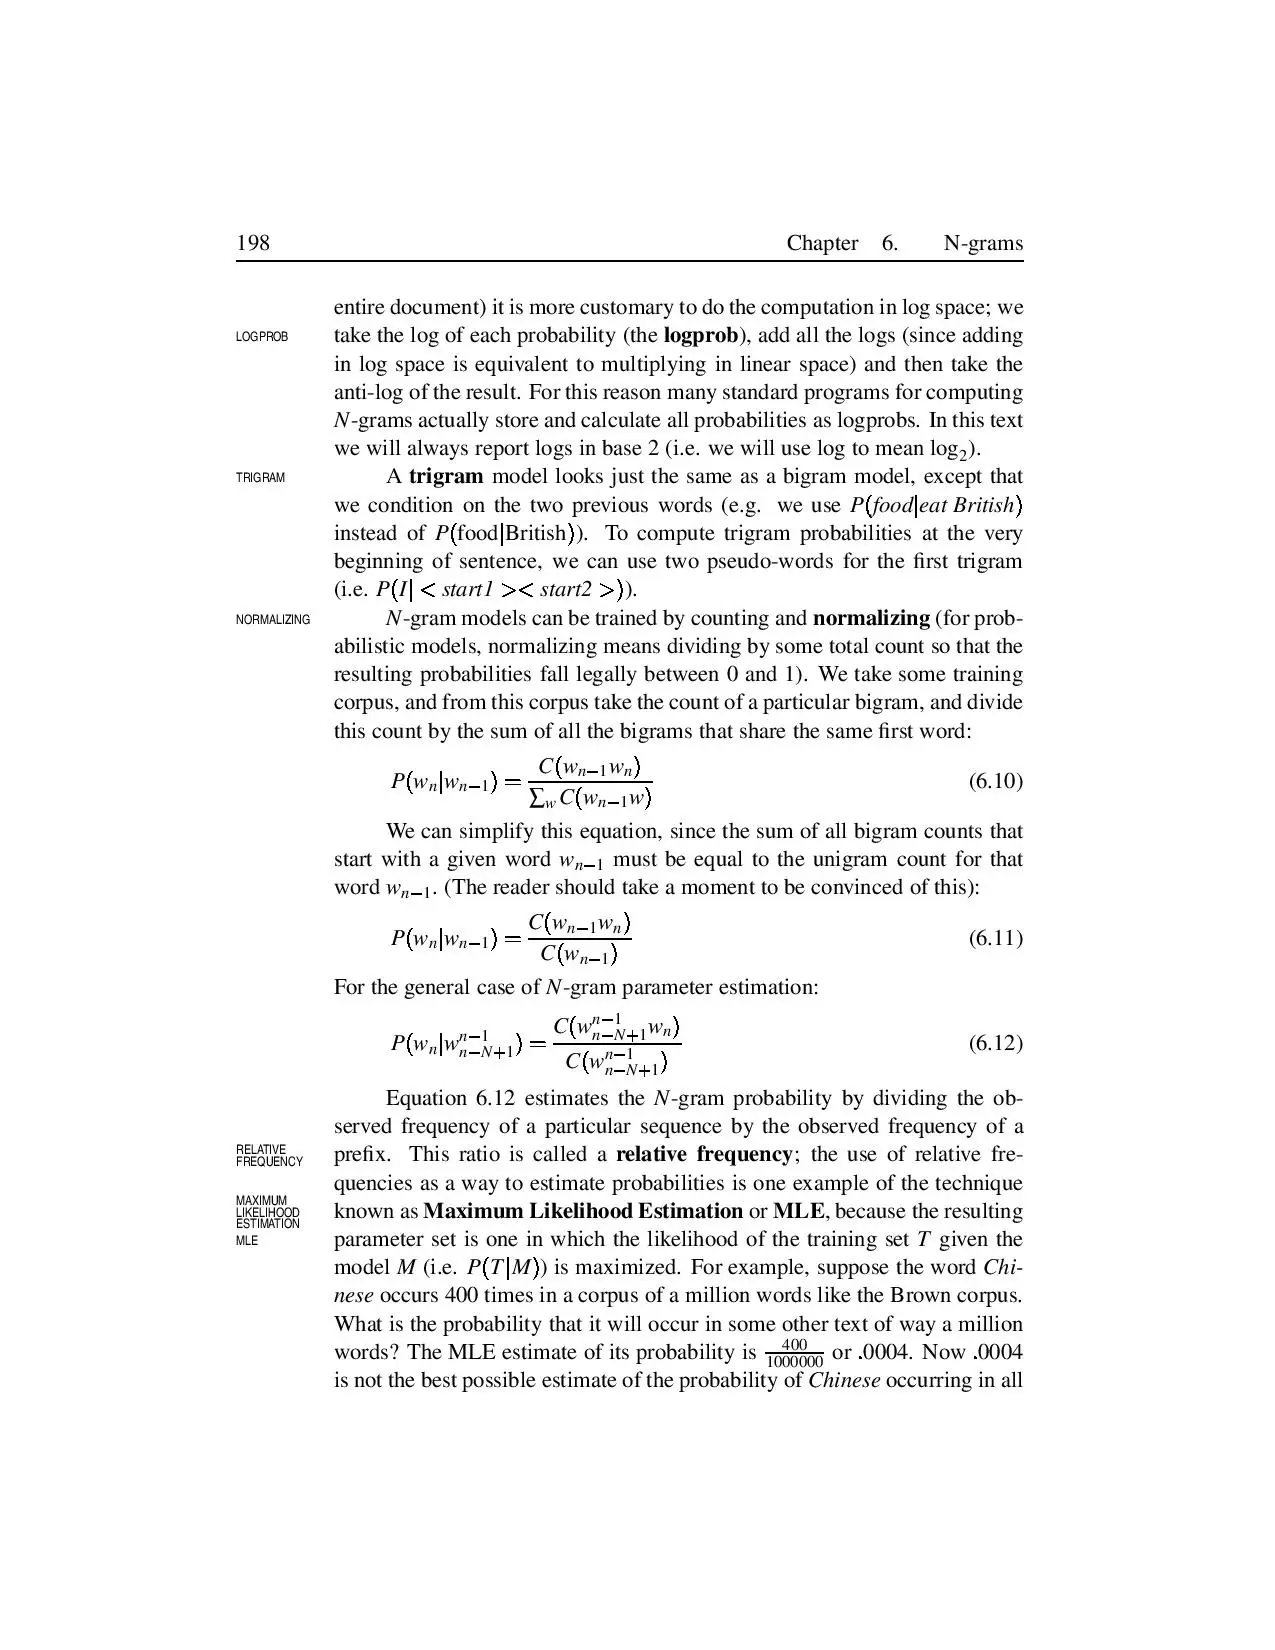 198 Chapter 6. N-grams
entire document) it is more customary to do the computation in log space; we
LOGPROB take the log of each probability (the logprob), add all the logs (since adding
in log space is equivalent to multiplying in linear space) and then take the
anti-log of the result. For this reason many standard programs for computing
N-grams actually store and calculate all probabilities as logprobs. In this text
we will always report logs in base 2 (i.e. we will use log to mean log₂).
TRIGRAM A trigram model looks just the same as a bigram model, except that
we condition on the two previous words (e.g. we use P(food|eat British)
instead of P(food|British)). To compute trigram probabilities at the very
beginning of sentence, we can use two pseudo-words for the first trigram
(i.e. P(I| < start1 >< start2 >)).
NORMALIZING N-gram models can be trained by counting and normalizing (for prob-
abilistic models, normalizing means dividing by some total count so that the
resulting probabilities fall legally between 0 and 1). We take some training
corpus, and from this corpus take the count of a particular bigram, and divide
this count by the sum of all the bigrams that share the same first word:
P(w_n|w_{n−1}) = C(w_{n−1}w_n) / ∑_w C(w_{n−1}w) (6.10)
We can simplify this equation, since the sum of all bigram counts that
start with a given word w_{n−1} must be equal to the unigram count for that
word w_{n−1}. (The reader should take a moment to be convinced of this):
P(w_n|w_{n−1}) = C(w_{n−1}w_n) / C(w_{n−1}) (6.11)
For the general case of N-gram parameter estimation:
P(w_n|w_{n−N+1}^{n−1}) = C(w_{n−N+1}^{n−1}w_n) / C(w_{n−N+1}^{n−1}) (6.12)
Equation 6.12 estimates the N-gram probability by dividing the ob-
served frequency of a particular sequence by the observed frequency of a
RELATIVE FREQUENCY prefix. This ratio is called a relative frequency; the use of relative fre-
quencies as a way to estimate probabilities is one example of the technique
MAXIMUM LIKELIHOOD ESTIMATION known as Maximum Likelihood Estimation or MLE, because the resulting
MLE parameter set is one in which the likelihood of the training set T given the
model M (i.e. P(T|M)) is maximized. For example, suppose the word Chi-
nese occurs 400 times in a corpus of a million words like the Brown corpus.
What is the probability that it will occur in some other text of way a million
words? The MLE estimate of its probability is 400/1000000 or .0004. Now .0004
is not the best possible estimate of the probability of Chinese occurring in all